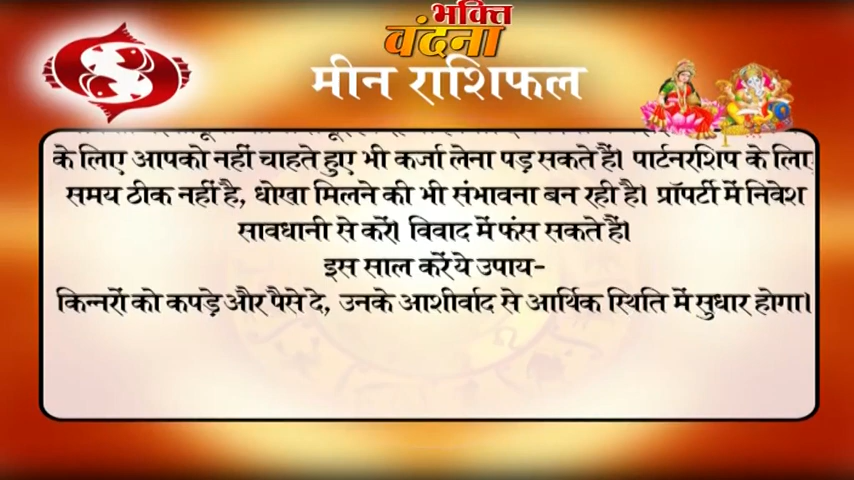 भक्ति
वंदना
मीन राशिफल
के लिए आपको नहीं चाहते हुए भी कर्जा लेना पड़ सकते हैं। पार्टनरशिप के लिए
समय ठीक नहीं है, धोखा मिलने की भी संभावना बन रही है। प्रॉपर्टी में निवेश
सावधानी से करें। विवाद में फंस सकते हैं।
इस साल करें ये उपाय-
किन्नरों को कपड़े और पैसे दे, उनके आशीर्वाद से आर्थिक स्थिति में सुधार होगा।